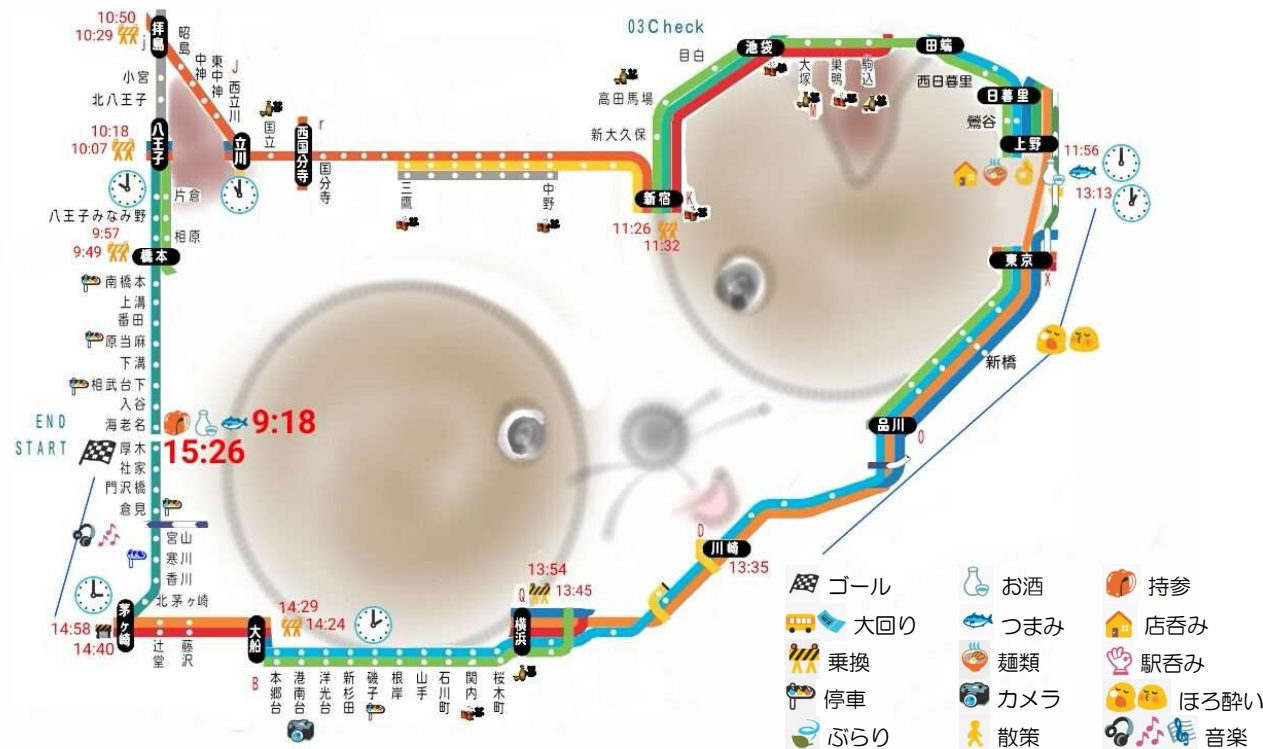 10:50
10:29
拝島
j
昭島
中神
東中神
J
西立川
小宮
北八王子
10:18
10:07
八王子
立川
国立
西国分寺
r
国分寺
三鷹
中野
片倉
八王子みなみ野
相原
9:57
9:49
橋本
南橋本
上溝
番田
原当麻
下溝
相武台下
入谷
海老名
9:18
END
START
厚木
15:26
社家
門沢橋
倉見
宮山
寒川
香川
北茅ヶ崎
茅ヶ崎
14:58
14:40
辻堂
藤沢
大船
B
14:29
14:24
本郷台
港南台
洋光台
新杉田
磯子
根岸
山手
石川町
関内
桜木町
横浜
Q
13:54
13:45
川崎
D
13:35
品川
O
新橋
東京
X
上野
11:56
13:13
鶯谷
日暮里
西日暮里
田端
駒込
巣鴨
大塚
M
池袋
03Check
目白
高田馬場
新大久保
新宿
K
11:26
11:32
ゴール
お酒
持参
大回り
つまみ
店呑み
乗換
麺類
駅呑み
停車
カメラ
ほろ酔い
ぶらり
散策
音楽